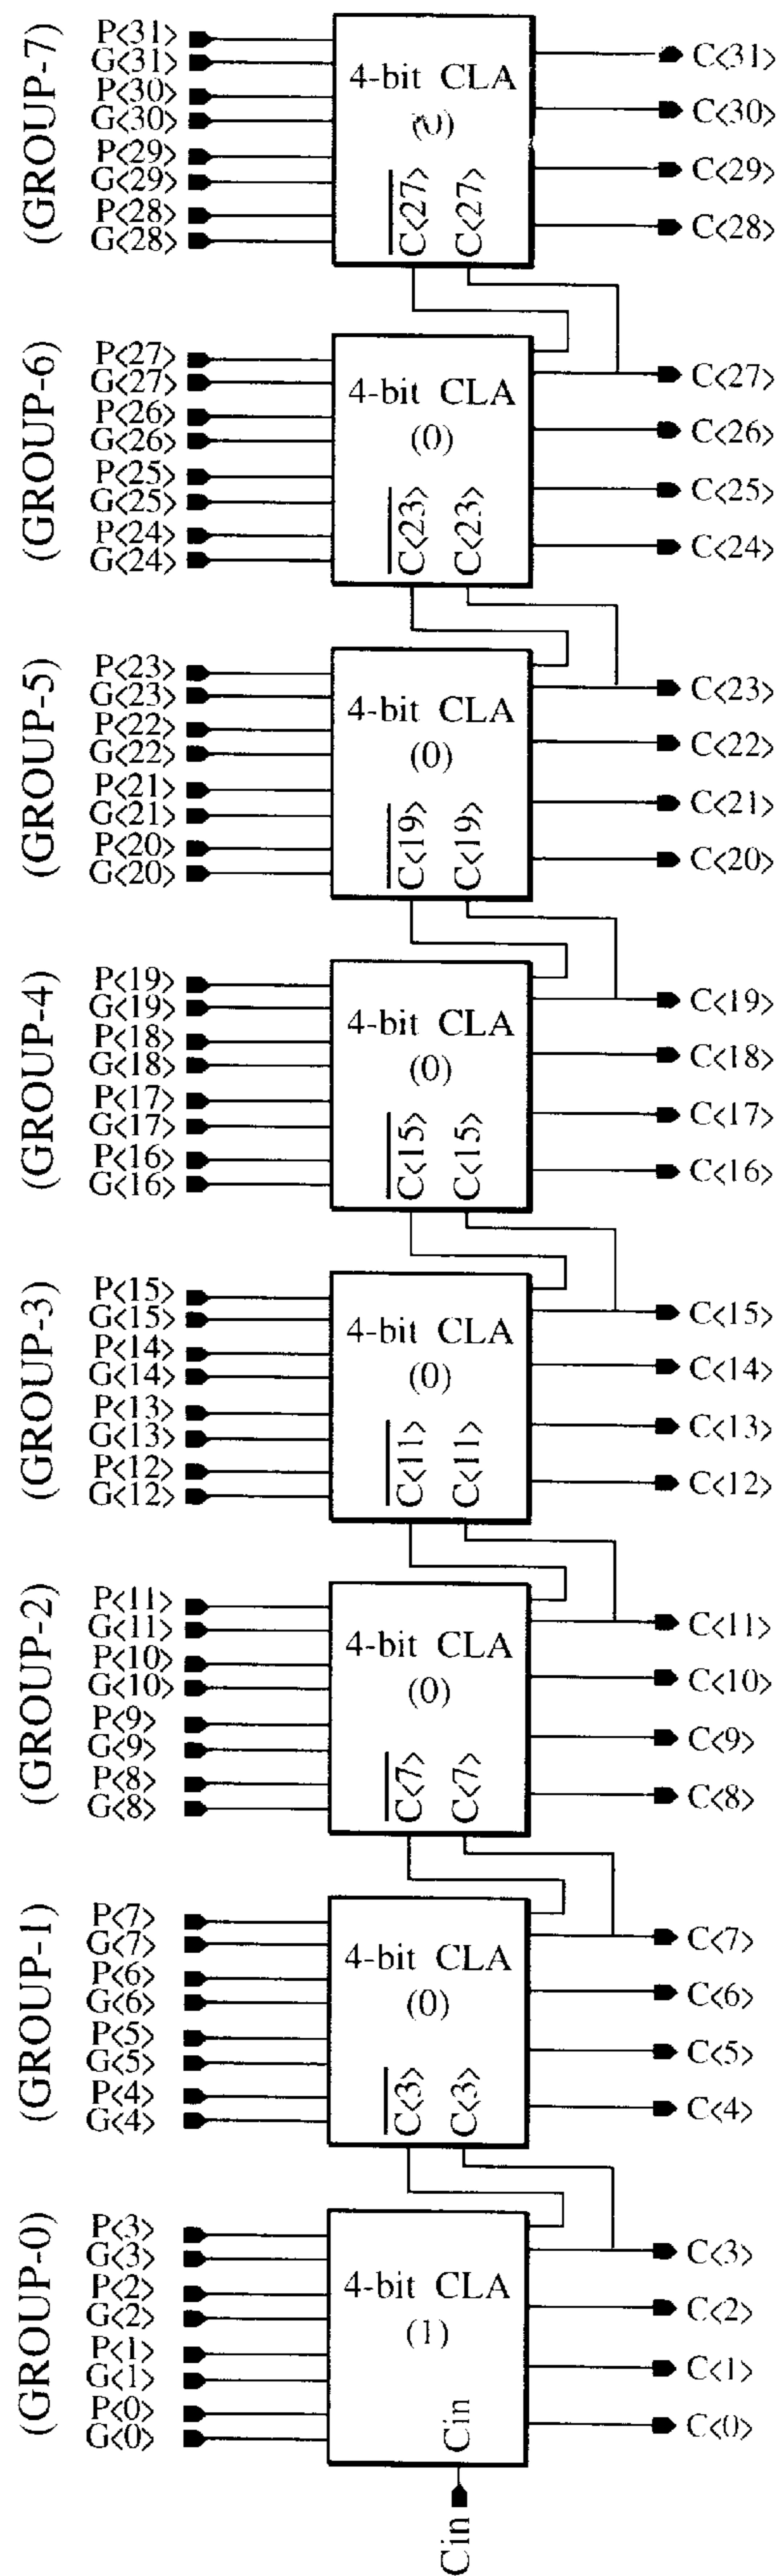 (GROUP-7)
P<31>
G<31>
P<30>
G<30>
P<29>
G<29>
P<28>
G<28>
4-bit CLA
(0)
C<27>
C<27>
C<31>
C<30>
C<29>
C<28>
(GROUP-6)
P<27>
G<27>
P<26>
G<26>
P<25>
G<25>
P<24>
G<24>
4-bit CLA
(0)
C<23>
C<23>
C<27>
C<26>
C<25>
C<24>
(GROUP-5)
P<23>
G<23>
P<22>
G<22>
P<21>
G<21>
P<20>
G<20>
4-bit CLA
(0)
C<19>
C<19>
C<23>
C<22>
C<21>
C<20>
(GROUP-4)
P<19>
G<19>
P<18>
G<18>
P<17>
G<17>
P<16>
G<16>
4-bit CLA
(0)
C<15>
C<15>
C<19>
C<18>
C<17>
C<16>
(GROUP-3)
P<15>
G<15>
P<14>
G<14>
P<13>
G<13>
P<12>
G<12>
4-bit CLA
(0)
C<11>
C<11>
C<15>
C<14>
C<13>
C<12>
(GROUP-2)
P<11>
G<11>
P<10>
G<10>
P<9>
G<9>
P<8>
G<8>
4-bit CLA
(0)
C<7>
C<7>
C<11>
C<10>
C<9>
C<8>
(GROUP-1)
P<7>
G<7>
P<6>
G<6>
P<5>
G<5>
P<4>
G<4>
4-bit CLA
(0)
C<3>
C<3>
C<7>
C<6>
C<5>
C<4>
(GROUP-0)
P<3>
G<3>
P<2>
G<2>
P<1>
G<1>
P<0>
G<0>
4-bit CLA
(1)
Cin
C<3>
C<2>
C<1>
C<0>
Cin